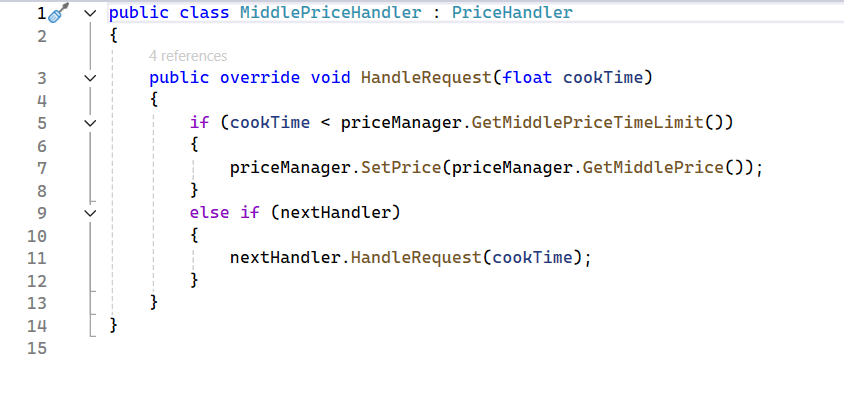 1 public class MiddlePriceHandler : PriceHandler
2 {
4 references
3 public override void HandleRequest(float cookTime)
4 {
5 if (cookTime < priceManager.GetMiddlePriceTimeLimit())
6 {
7 priceManager.SetPrice(priceManager.GetMiddlePrice());
8 }
9 else if (nextHandler)
10 {
11 nextHandler.HandleRequest(cookTime);
12 }
13 }
14 }
15